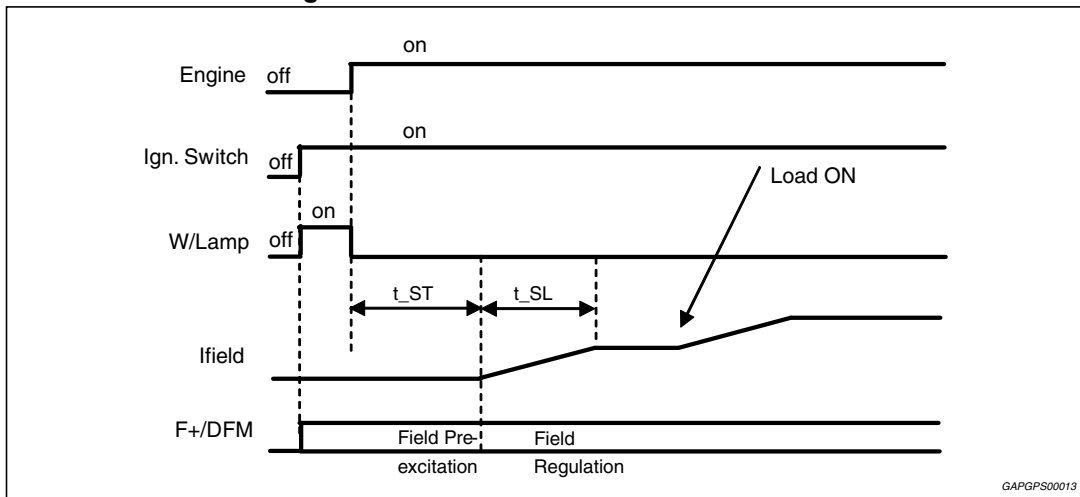 on
Engine off
on
Ign. Switch off
Load ON
on
W/Lamp off
t_ST t_SL
Ifield
F+/DFM
Field Pre- Field
excitation Regulation
GAPGPS00013